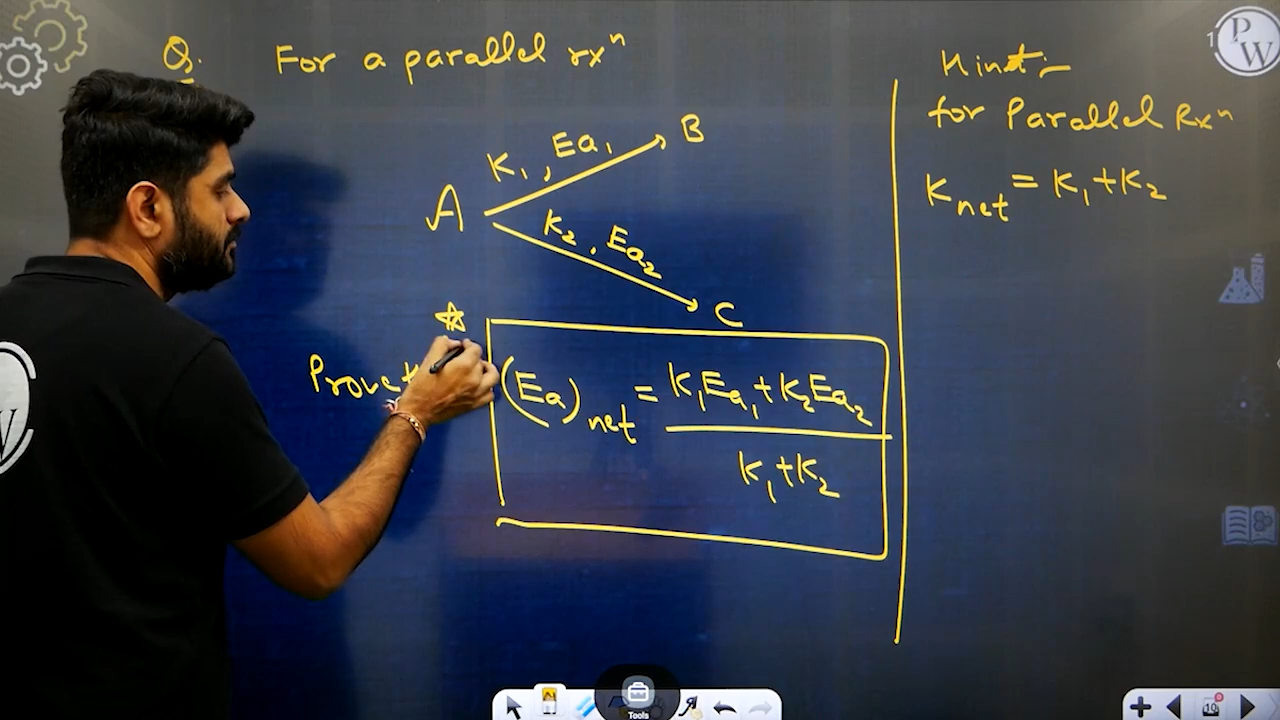 Q. For a parallel rxⁿ
K₁, Ea₁
B
A
K₂, Ea₂
C
Prove
(Ea)net = K₁Ea₁ + K₂Ea₂
K₁ + K₂
Hint :-
for Parallel Rxⁿ
Knet = K₁ + K₂
PW
Tools